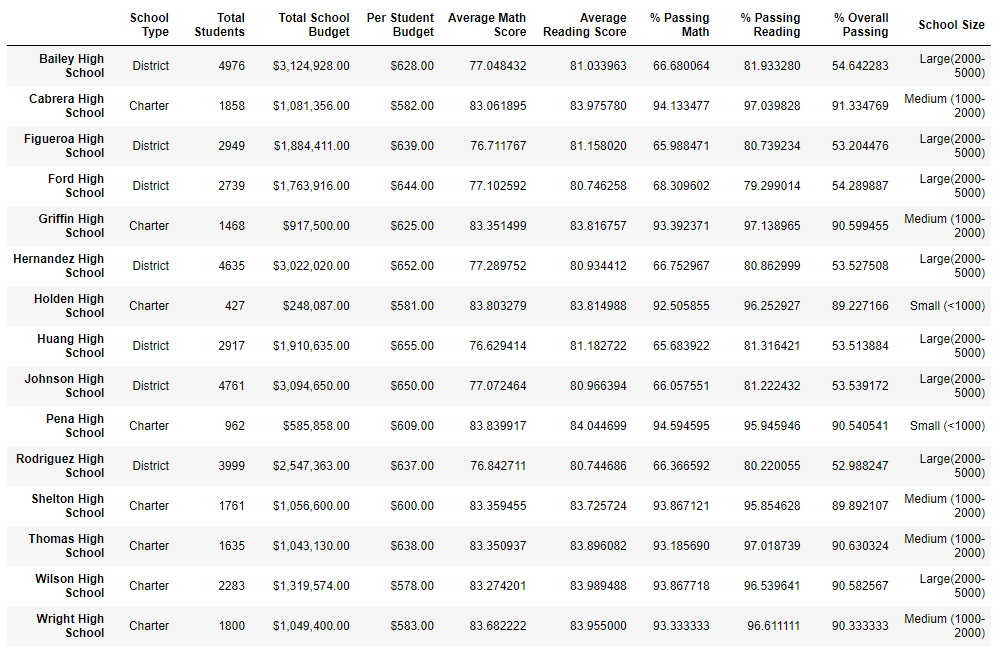 School Type Total Students Total School Budget Per Student Budget Average Math Score Average Reading Score % Passing Math % Passing Reading % Overall Passing School Size
Bailey High School District 4976 $3,124,928.00 $628.00 77.048432 81.033963 66.680064 81.933280 54.642283 Large(2000-5000)
Cabrera High School Charter 1858 $1,081,356.00 $582.00 83.061895 83.975780 94.133477 97.039828 91.334769 Medium (1000-2000)
Figueroa High School District 2949 $1,884,411.00 $639.00 76.711767 81.158020 65.988471 80.739234 53.204476 Large(2000-5000)
Ford High School District 2739 $1,763,916.00 $644.00 77.102592 80.746258 68.309602 79.299014 54.289887 Large(2000-5000)
Griffin High School Charter 1468 $917,500.00 $625.00 83.351499 83.816757 93.392371 97.138965 90.599455 Medium (1000-2000)
Hernandez High School District 4635 $3,022,020.00 $652.00 77.289752 80.934412 66.752967 80.862999 53.527508 Large(2000-5000)
Holden High School Charter 427 $248,087.00 $581.00 83.803279 83.814988 92.505855 96.252927 89.227166 Small (<1000)
Huang High School District 2917 $1,910,635.00 $655.00 76.629414 81.182722 65.683922 81.316421 53.513884 Large(2000-5000)
Johnson High School District 4761 $3,094,650.00 $650.00 77.072464 80.966394 66.057551 81.222432 53.539172 Large(2000-5000)
Pena High School Charter 962 $585,858.00 $609.00 83.839917 84.044699 94.594595 95.945946 90.540541 Small (<1000)
Rodriguez High School District 3999 $2,547,363.00 $637.00 76.842711 80.744686 66.366592 80.220055 52.988247 Large(2000-5000)
Shelton High School Charter 1761 $1,056,600.00 $600.00 83.359455 83.725724 93.867121 95.854628 89.892107 Medium (1000-2000)
Thomas High School Charter 1635 $1,043,130.00 $638.00 83.350937 83.896082 93.185690 97.018739 90.630324 Medium (1000-2000)
Wilson High School Charter 2283 $1,319,574.00 $578.00 83.274201 83.989488 93.867718 96.539641 90.582567 Large(2000-5000)
Wright High School Charter 1800 $1,049,400.00 $583.00 83.682222 83.955000 93.333333 96.611111 90.333333 Medium (1000-2000)